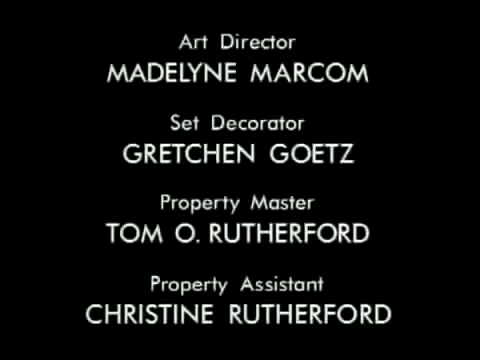 Art Director
MADELYNE MARCOM
Set Decorator
GRETCHEN GOETZ
Property Master
TOM O. RUTHERFORD
Property Assistant
CHRISTINE RUTHERFORD